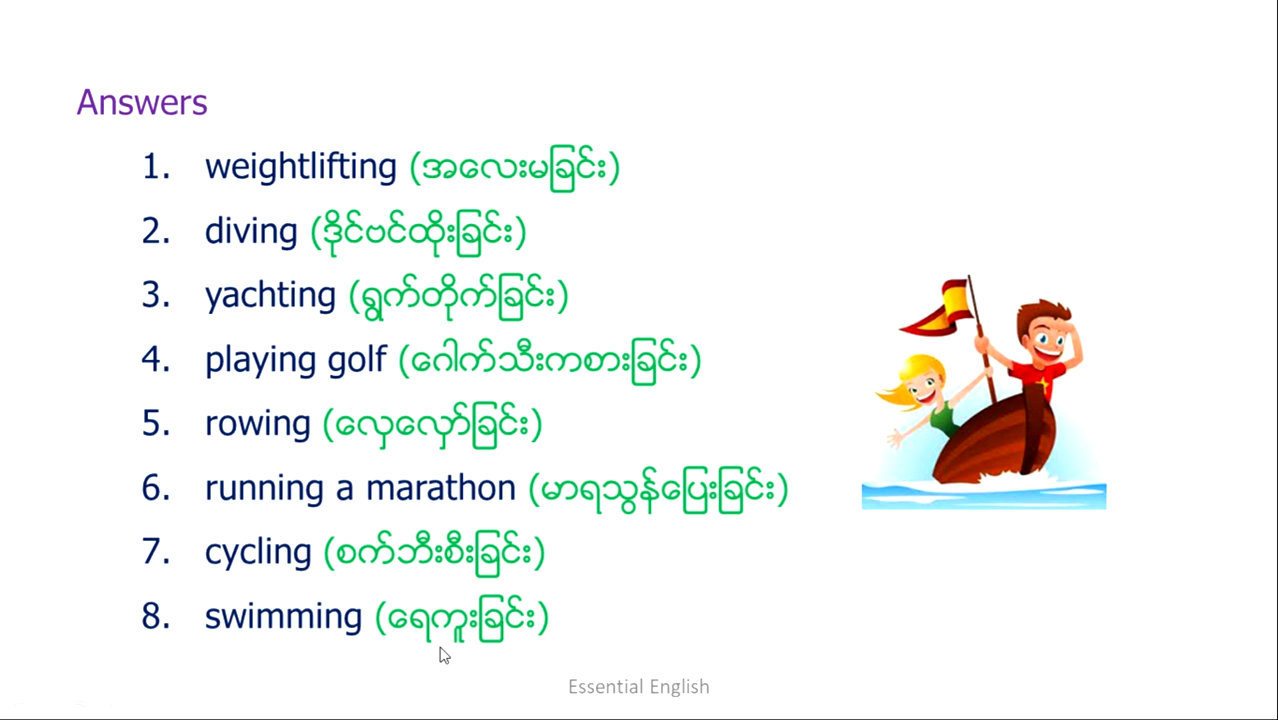 Answers
1. weightlifting (အလေးမခြင်း)
2. diving (ဒိုင်ဗင်ထိုးခြင်း)
3. yachting (ရွက်တိုက်ခြင်း)
4. playing golf (ဂေါက်သီးကစားခြင်း)
5. rowing (လှေလှော်ခြင်း)
6. running a marathon (မာရသွန်ပြေးခြင်း)
7. cycling (စက်ဘီးစီးခြင်း)
8. swimming (ရေကူးခြင်း)
Essential English